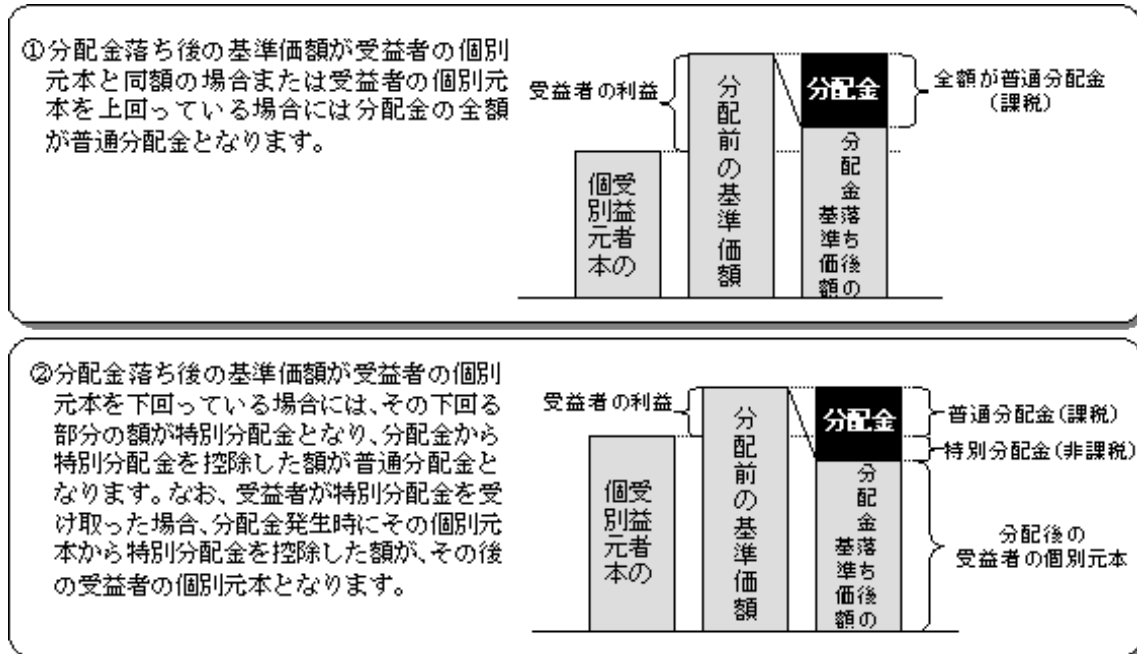 ①分配金落ち後の基準価額が受益者の個別
元本と同額の場合または受益者の個別元
本を上回っている場合には分配金の全額
が普通分配金となります。
受益者の利益
受益者の
個別元本
分配前の基準価額
分配金
分配金落ち後の
基準価額
全額が普通分配金
(課税)
②分配金落ち後の基準価額が受益者の個別
元本を下回っている場合には、その下回る
部分の額が特別分配金となり、分配金から
特別分配金を控除した額が普通分配金と
なります。なお、受益者が特別分配金を受
け取った場合、分配金発生時にその個別元
本から特別分配金を控除した額が、その後
の受益者の個別元本となります。
受益者の利益
受益者の
個別元本
分配前の基準価額
分配金
分配金落ち後の
基準価額
普通分配金(課税)
特別分配金(非課税)
分配後の
受益者の個別元本